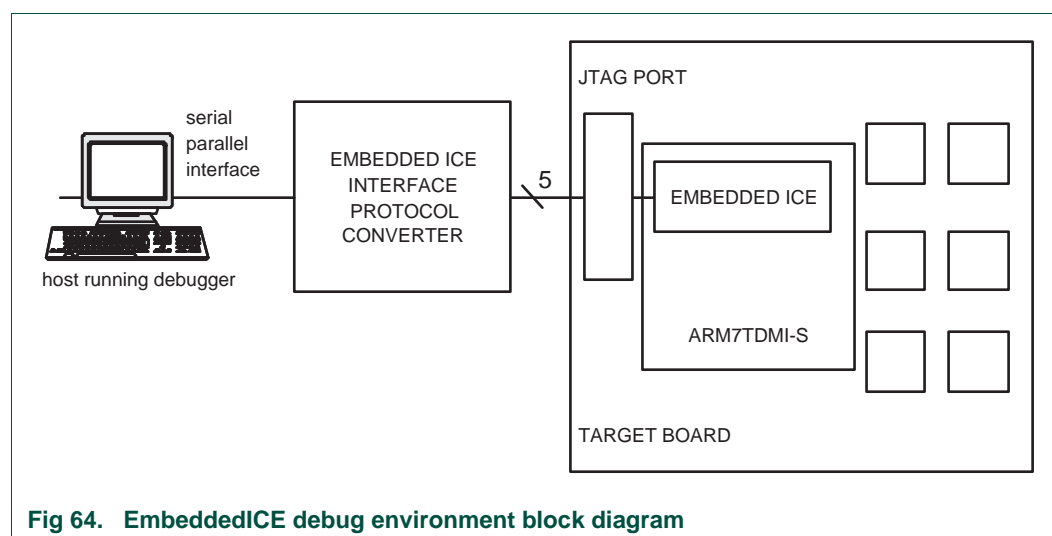 JTAG PORT
serial
parallel
interface
EMBEDDED ICE
INTERFACE
PROTOCOL
CONVERTER
5
EMBEDDED ICE
host running debugger
ARM7TDMI-S
TARGET BOARD
Fig 64. EmbeddedICE debug environment block diagram